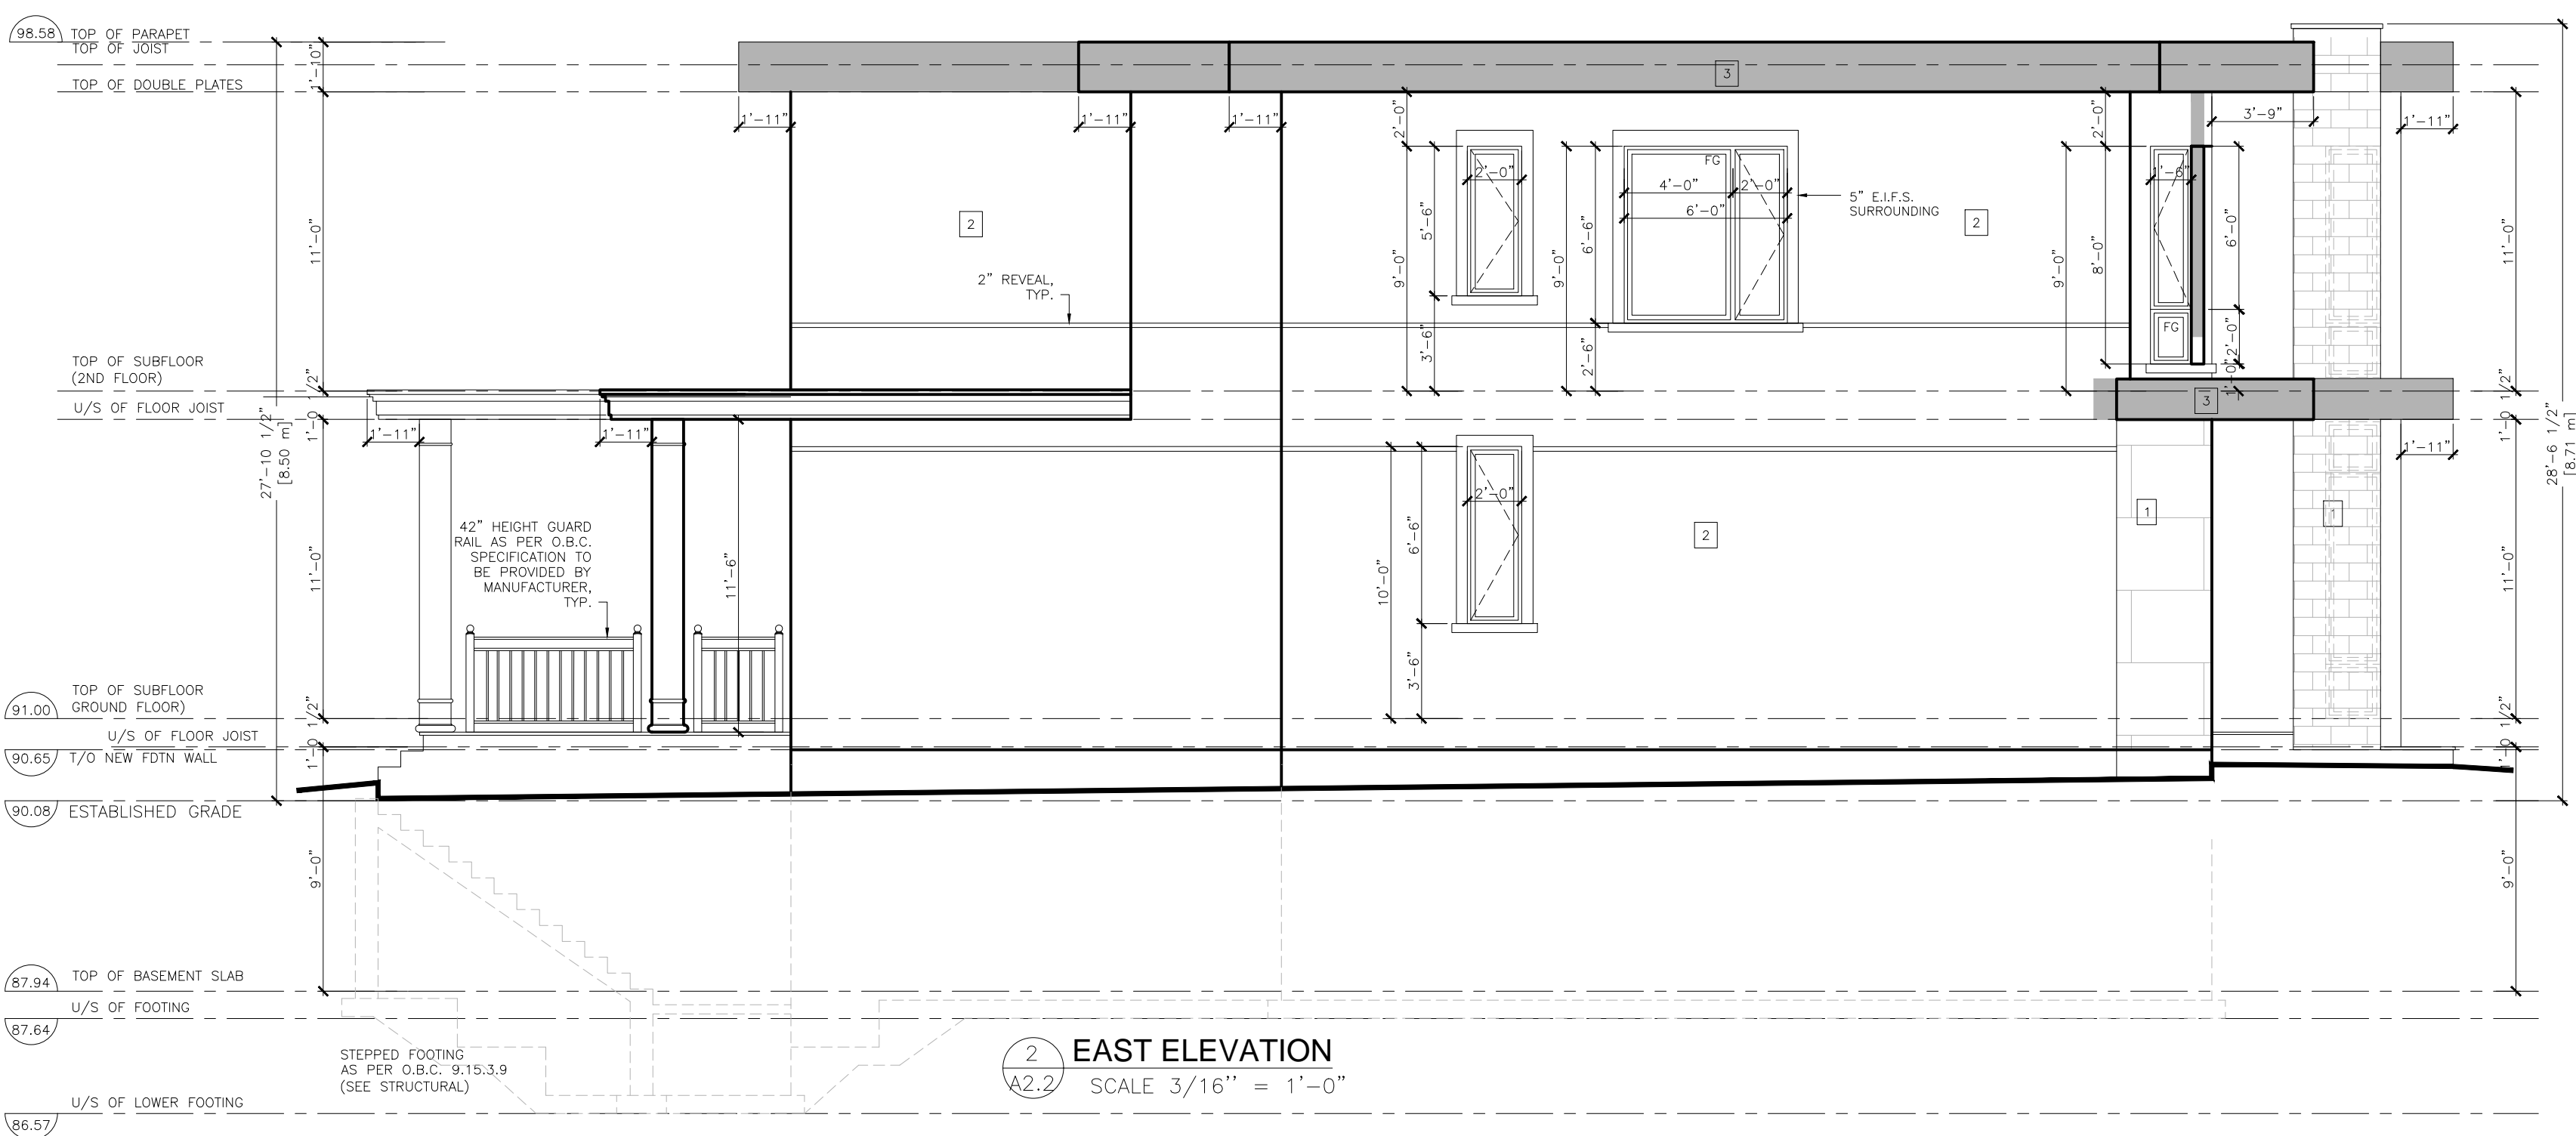 98.58 TOP OF PARAPET
TOP OF JOIST
TOP OF DOUBLE PLATES
1'-10"
11'-0"
1'-0 1/2"
11'-0"
1'-0 1/2"
9'-0"
27'-10 1/2"
[8.50 m]
TOP OF SUBFLOOR
(2ND FLOOR)
U/S OF FLOOR JOIST
91.00
TOP OF SUBFLOOR
GROUND FLOOR)
U/S OF FLOOR JOIST
90.65 T/O NEW FDTN WALL
90.08 ESTABLISHED GRADE
87.94 TOP OF BASEMENT SLAB
U/S OF FOOTING
87.64
U/S OF LOWER FOOTING
86.57
STEPPED FOOTING
AS PER O.B.C. 9.15.3.9
(SEE STRUCTURAL)
1'-11"
1'-11"
42" HEIGHT GUARD
RAIL AS PER O.B.C.
SPECIFICATION TO
BE PROVIDED BY
MANUFACTURER,
TYP.
11'-6"
1'-11"
1'-11"
1'-11"
2
2" REVEAL,
TYP.
3
2'-0"
9'-0"
5'-6"
3'-6"
2'-0"
9'-0"
6'-6"
2'-6"
FG
4'-0"
2'-0"
6'-0"
5" E.I.F.S.
SURROUNDING
2
2'-0"
9'-0"
8'-0"
1'-6"
FG
6'-0"
2'-0"
1'-0"
3'-9"
1'-11"
3
10'-0"
6'-6"
3'-6"
2'-0"
2
1
1
1'-11"
11'-0"
1'-0 1/2"
11'-0"
1'-0 1/2"
9'-0"
28'-6 1/2"
[8.71 m]
2
A2.2
EAST ELEVATION
SCALE 3/16'' = 1'-0"